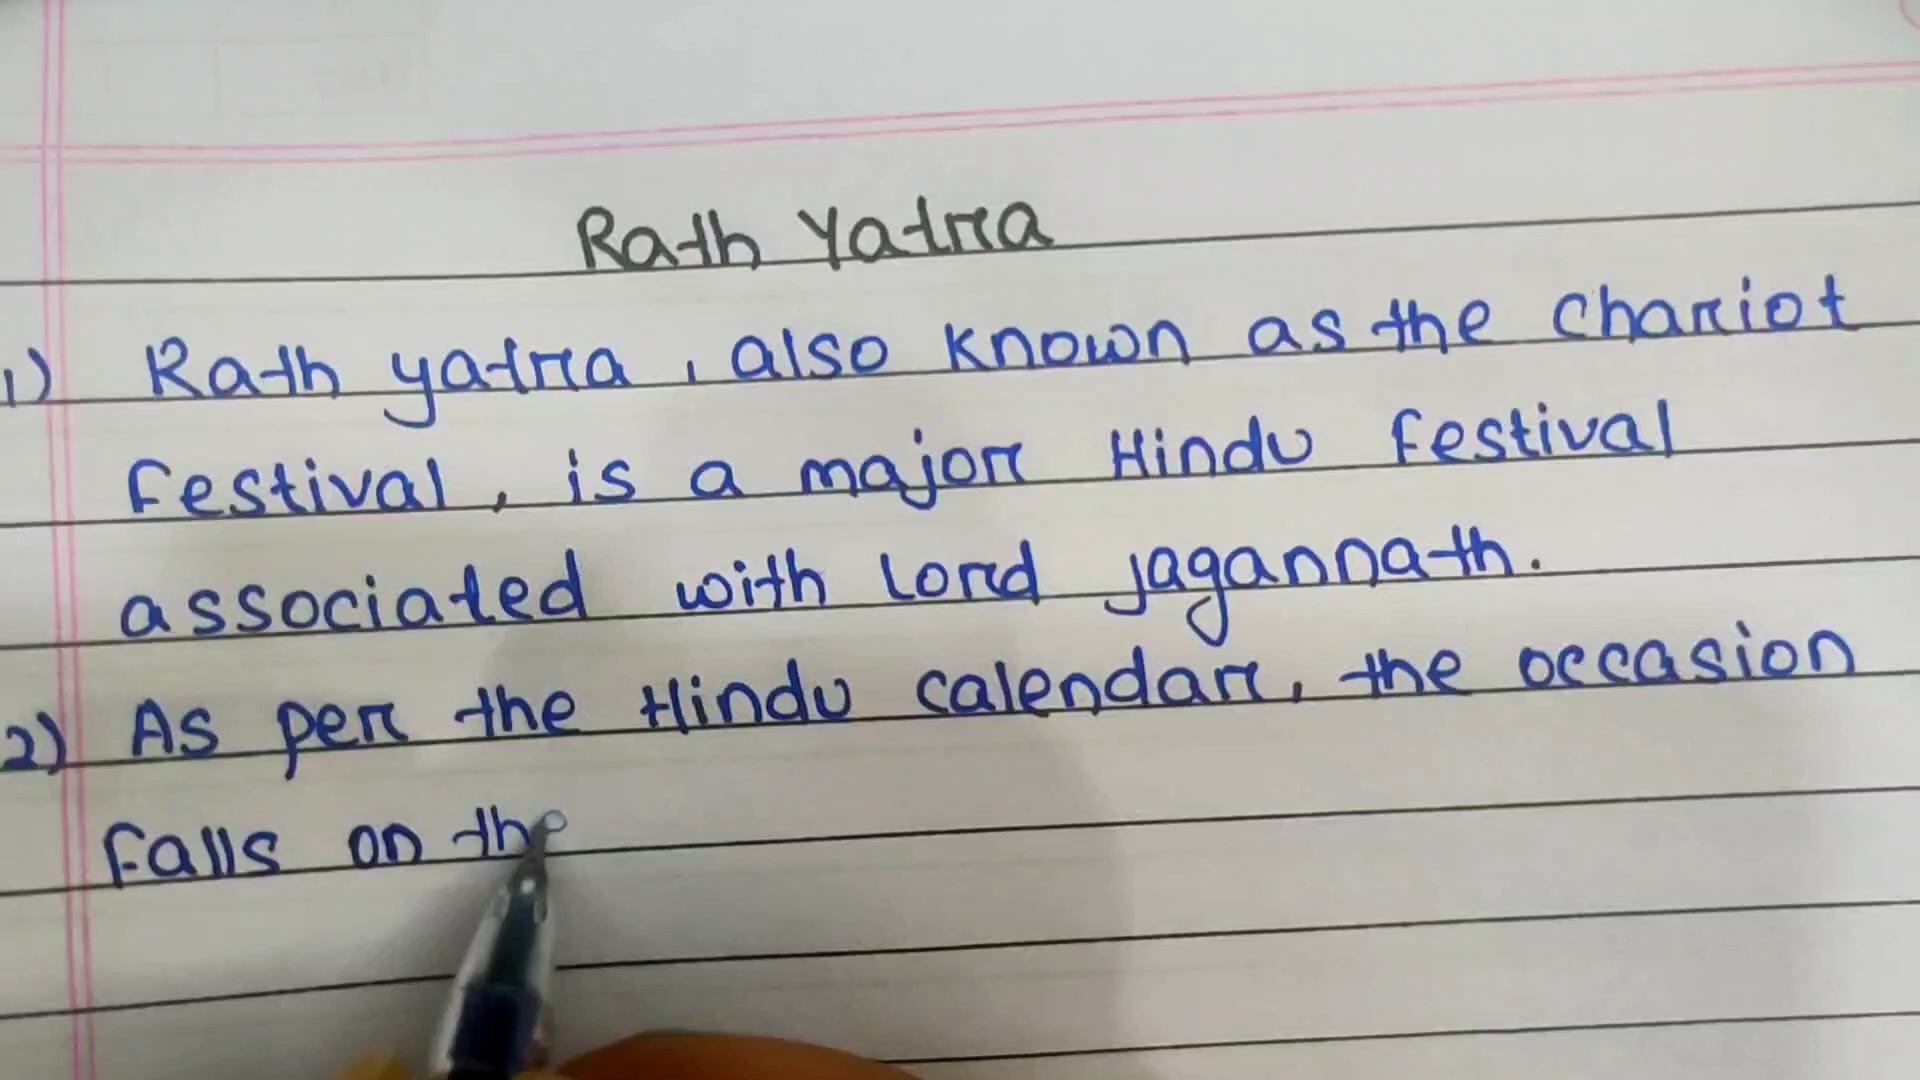 Rath Yatra
1) Rath yatra, also known as the chariot
festival, is a major Hindu festival
associated with lord jagannath.
2) As per the Hindu calendar, the occasion
falls on the